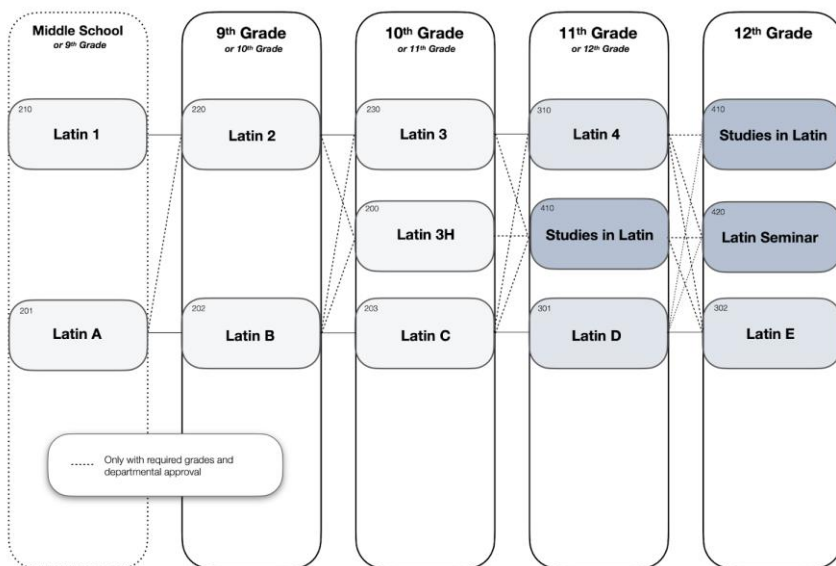 Middle School
or 9th Grade
9th Grade
or 10th Grade
10th Grade
or 11th Grade
11th Grade
or 12th Grade
12th Grade
210
Latin 1
220
Latin 2
230
Latin 3
310
Latin 4
410
Studies in Latin
200
Latin 3H
410
Studies in Latin
420
Latin Seminar
201
Latin A
202
Latin B
203
Latin C
301
Latin D
302
Latin E
Only with required grades and
departmental approval